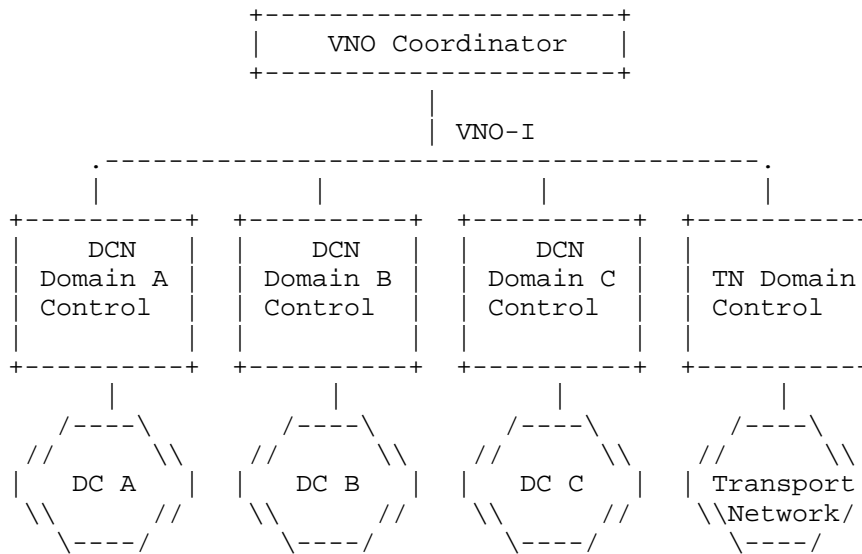 VNO Coordinator
VNO-I
DCN DCN DCN
Domain A Domain B Domain C TN Domain
Control Control Control Control
DC A DC B DC C Transport
Network